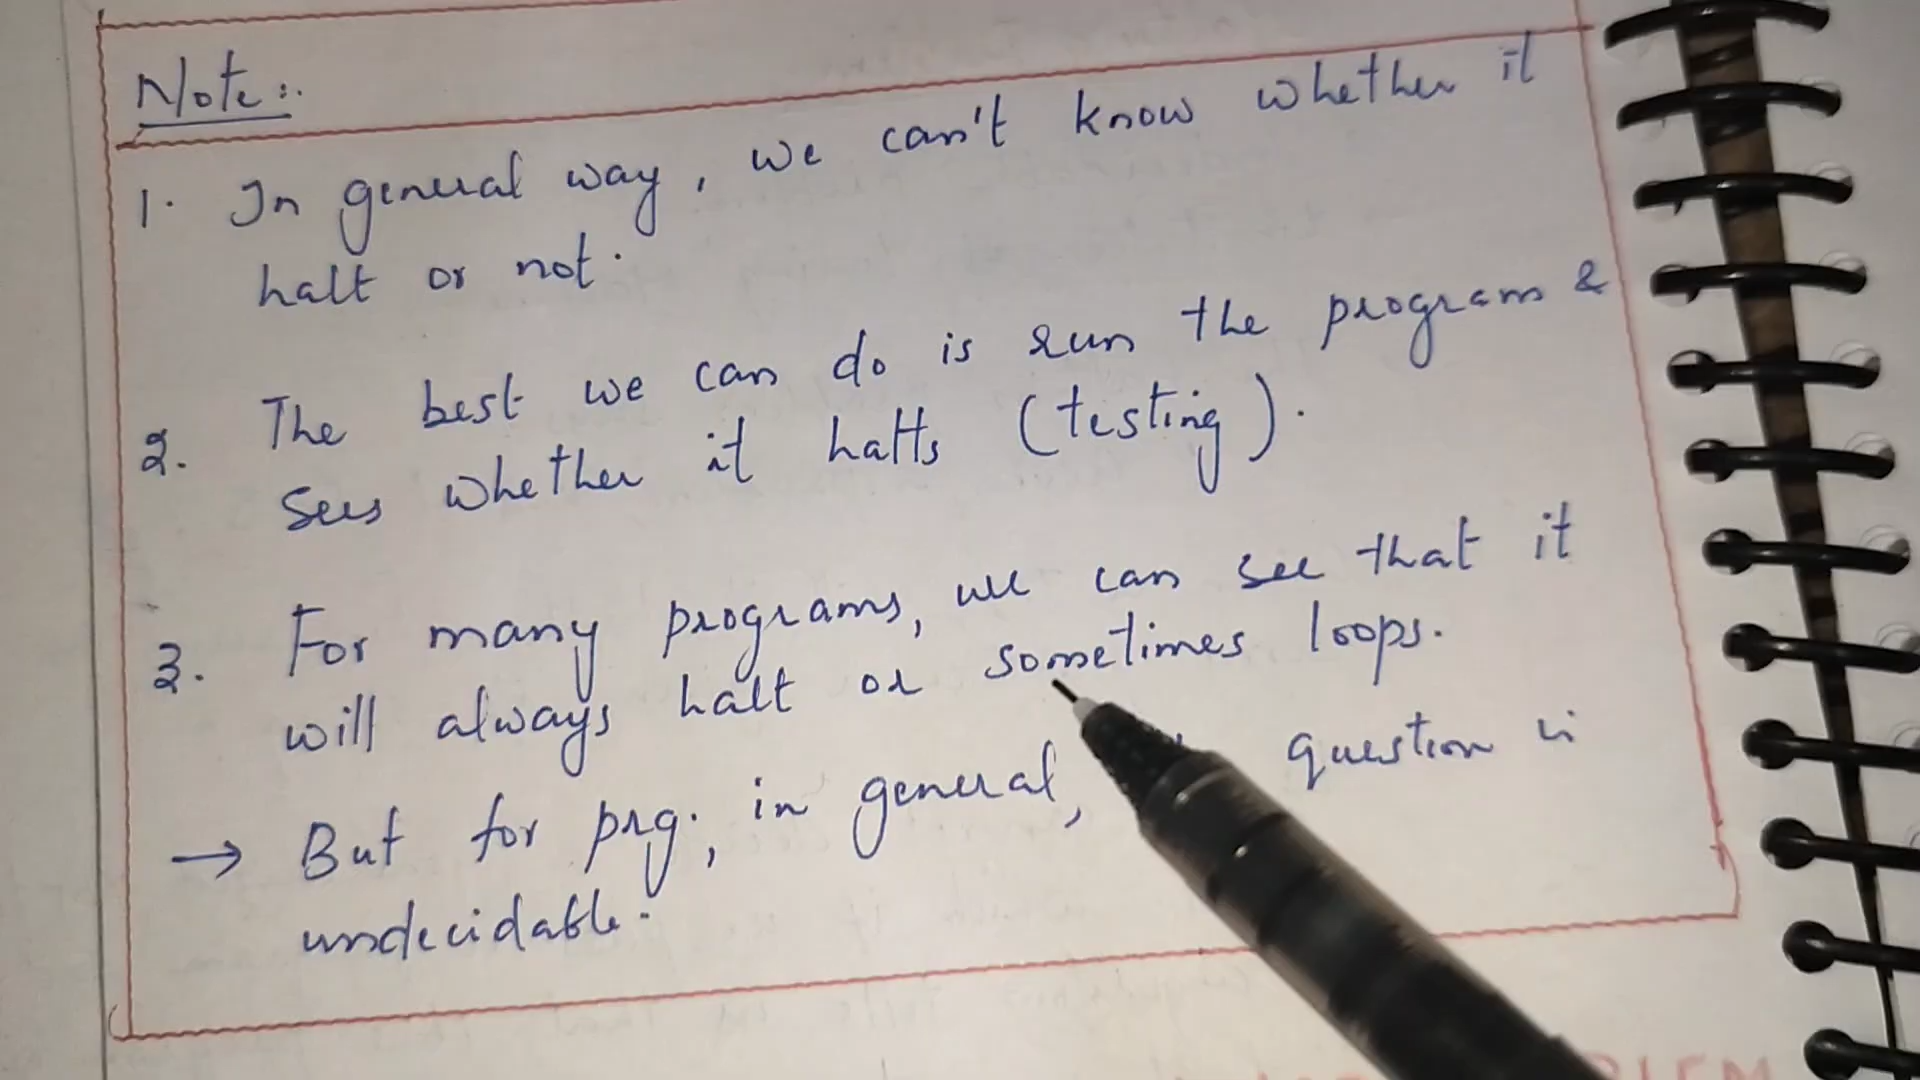 Note:.
1. In general way, we can't know whether it
halt or not.
2. The best we can do is run the program &
sees whether it halts (testing).
3. For many programs, we can see that it
will always halt or sometimes loops.
→ But for prg., in general, question is
undecidable.